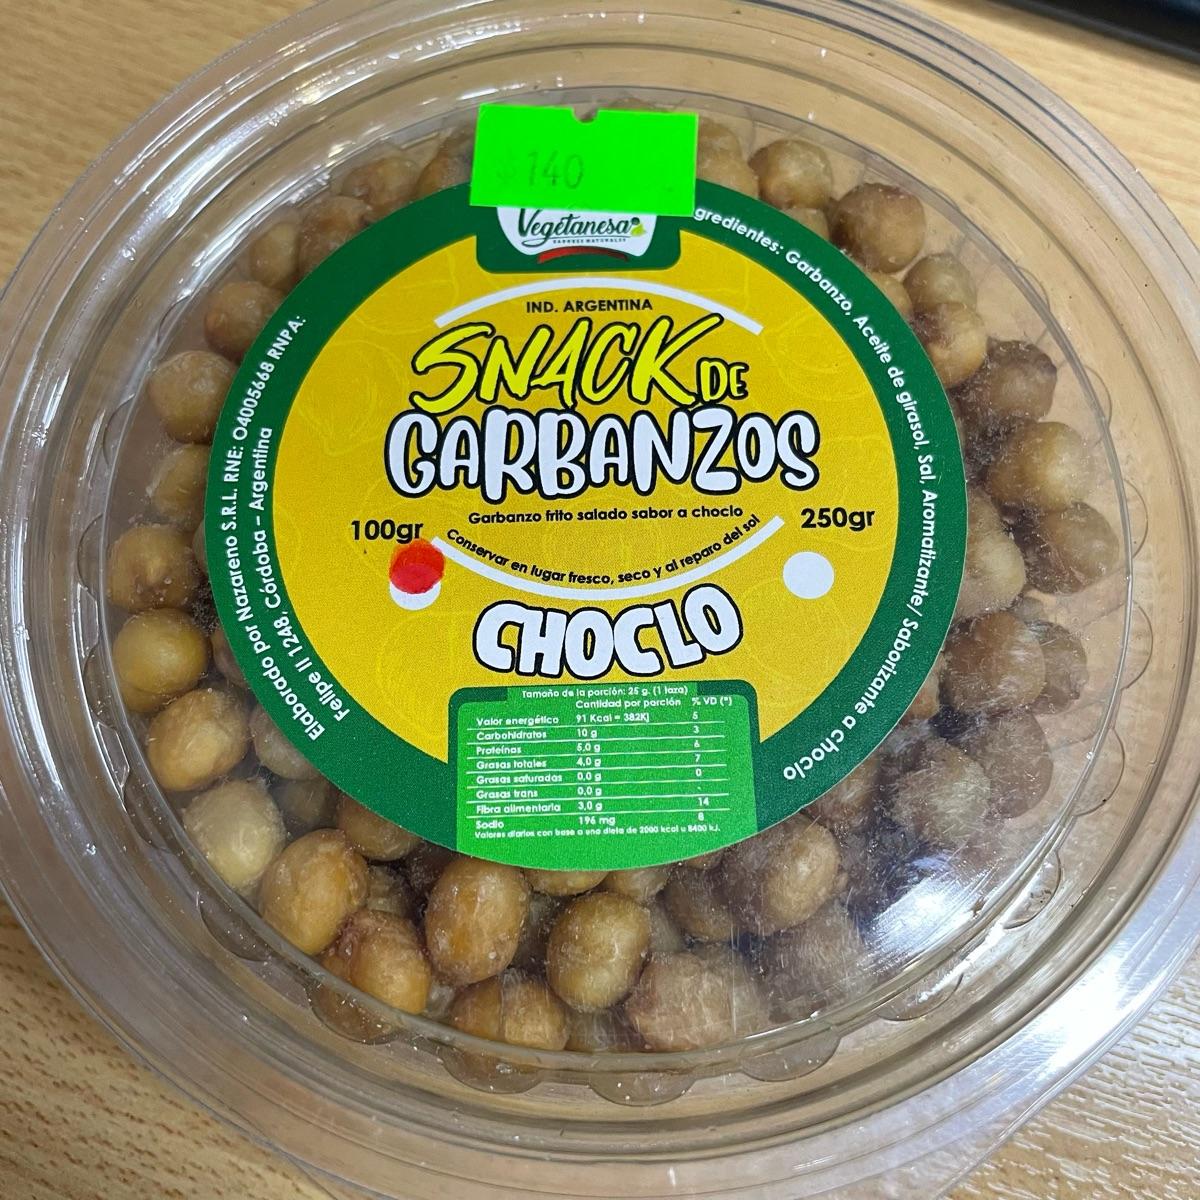 $140
Vegetanesa
SABORES NATURALES
IND. ARGENTINA
SNACK DE
GARBANZOS
Garbanzo frito salado sabor a choclo
100gr
250gr
Conservar en lugar fresco, seco y al reparo del sol
CHOCLO
Tamaño de la porción: 25 g. (1 taza)
Cantidad por porción % VD (*)
Valor energético 91 Kcal = 382Kj 5
Carbohidratos 10 g 3
Proteínas 5,0 g 6
Grasas totales 4,0 g 7
Grasas saturadas 0,0 g 0
Grasas trans 0,0 g -
Fibra alimentaria 3,0 g 14
Sodio 196 mg 8
Valores diarios con base a una dieta de 2000 kcal u 8400 kJ.
Elaborado por Nazareno S.R.L. RNE: 04005668 RNPA:
Felipe II 1248, Córdoba - Argentina
gredientes: Garbanzo, Aceite de girasol, Sal, Aromatizante/ Saborizante a choclo